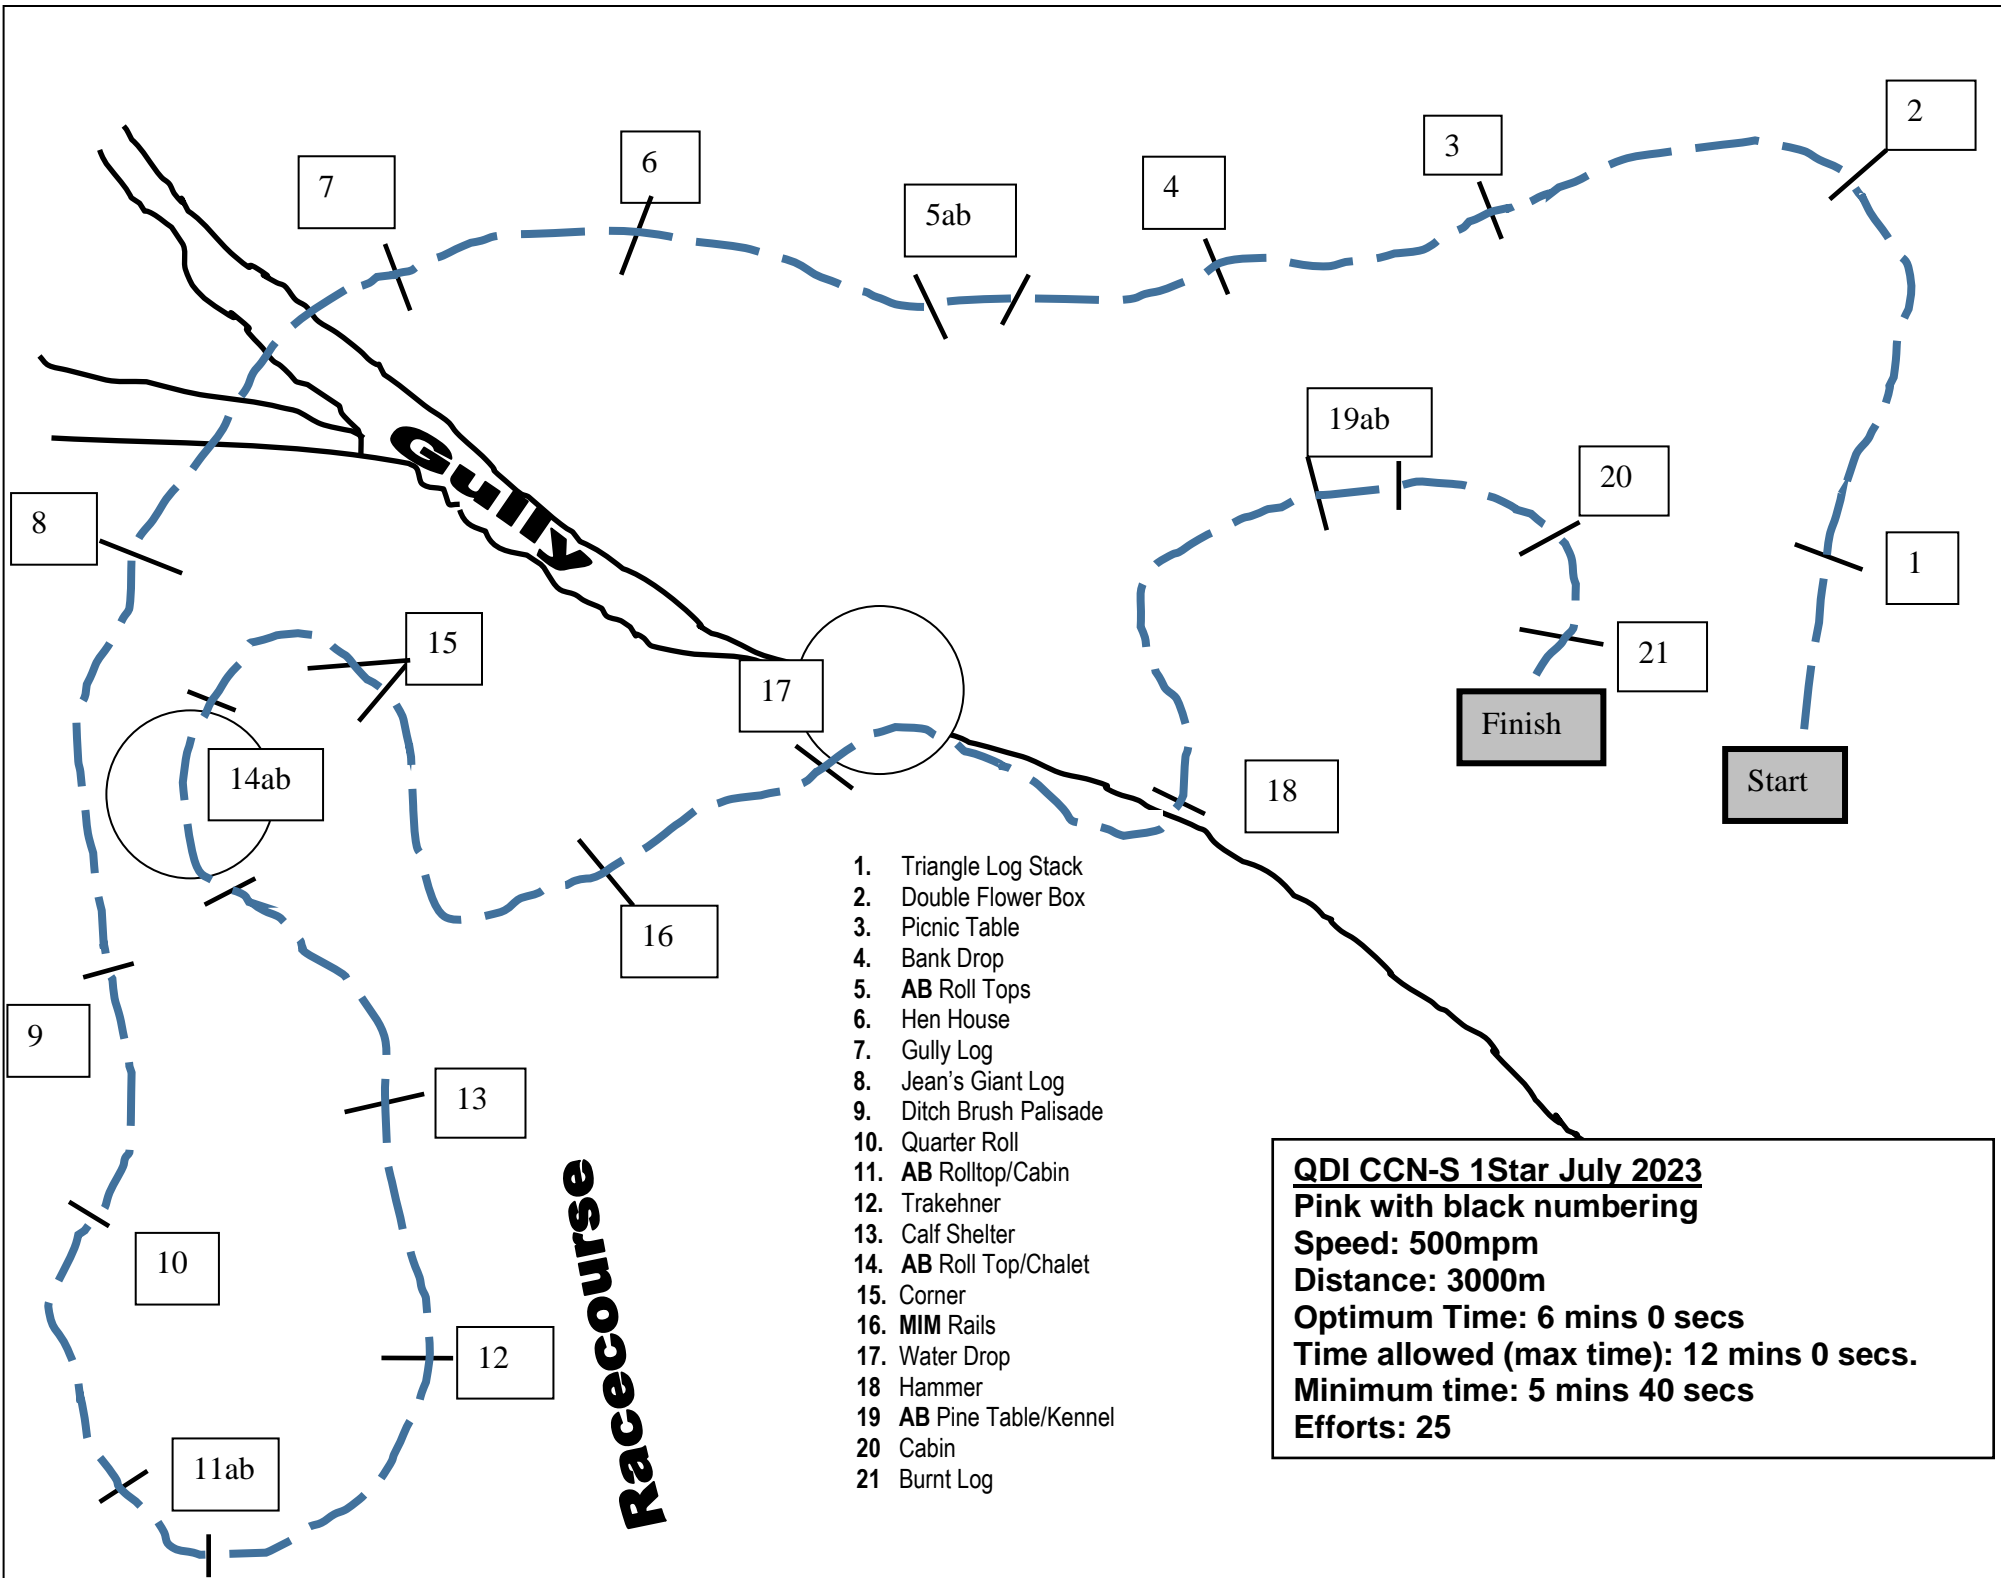 2
3
6
4
7
5ab
19ab
20
8
1
15
21
17
Finish
Start
14ab
18
16
9
13
10
12
11ab
Gully
Racecourse
1. Triangle Log Stack
2. Double Flower Box
3. Picnic Table
4. Bank Drop
5. AB Roll Tops
6. Hen House
7. Gully Log
8. Jean's Giant Log
9. Ditch Brush Palisade
10. Quarter Roll
11. AB Rolltop/Cabin
12. Trakehner
13. Calf Shelter
14. AB Roll Top/Chalet
15. Corner
16. MIM Rails
17. Water Drop
18 Hammer
19 AB Pine Table/Kennel
20 Cabin
21 Burnt Log
QDI CCN-S 1Star July 2023
Pink with black numbering
Speed: 500mpm
Distance: 3000m
Optimum Time: 6 mins 0 secs
Time allowed (max time): 12 mins 0 secs.
Minimum time: 5 mins 40 secs
Efforts: 25